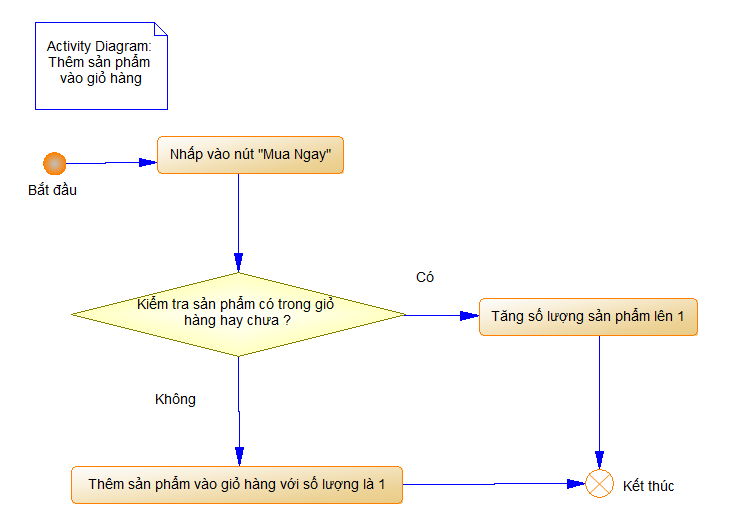 Activity Diagram:
Thêm sản phẩm
vào giỏ hàng
Nhấp vào nút "Mua Ngay"
Bắt đầu
Kiểm tra sản phẩm có trong giỏ
hàng hay chưa ?
Có
Tăng số lượng sản phẩm lên 1
Không
Thêm sản phẩm vào giỏ hàng với số lượng là 1
Kết thúc